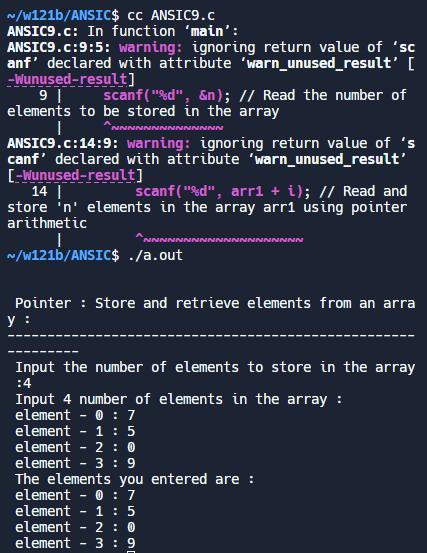 ~/w121b/ANSIC$ cc ANSIC9.c
ANSIC9.c: In function ‘main’:
ANSIC9.c:9:5: warning: ignoring return value of ‘sc
anf’ declared with attribute ‘warn_unused_result’ [
-Wunused-result]
    9 |     scanf("%d", &n); // Read the number of
elements to be stored in the array
      |     ^~~~~~~~~~~~~~~
ANSIC9.c:14:9: warning: ignoring return value of ‘s
canf’ declared with attribute ‘warn_unused_result’
[-Wunused-result]
   14 |         scanf("%d", arr1 + i); // Read and
store 'n' elements in the array arr1 using pointer
arithmetic
      |         ^~~~~~~~~~~~~~~~~~~~~
~/w121b/ANSIC$ ./a.out


 Pointer : Store and retrieve elements from an arra
y :
---------------------------------------------------
---------
 Input the number of elements to store in the array
 :4
 Input 4 number of elements in the array :
 element - 0 : 7
 element - 1 : 5
 element - 2 : 0
 element - 3 : 9
 The elements you entered are :
 element - 0 : 7
 element - 1 : 5
 element - 2 : 0
 element - 3 : 9